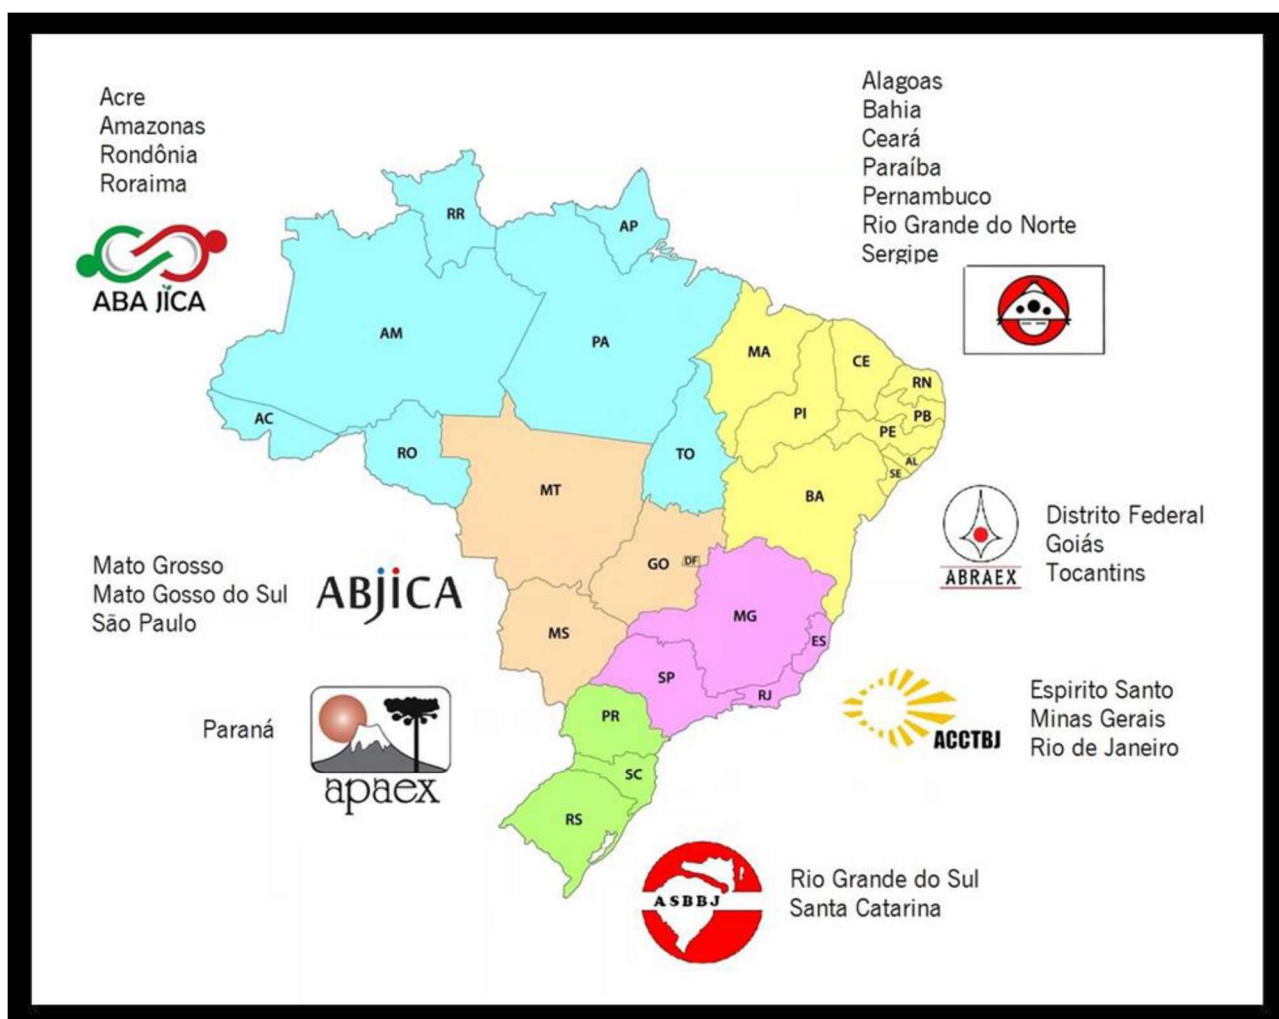 Acre
Amazonas
Rondônia
Roraima
ABA JICA
Alagoas
Bahia
Ceará
Paraíba
Pernambuco
Rio Grande do Norte
Sergipe
RR
AP
AM
PA
MA
CE
RN
PI
PB
AC
PE
RO
TO
AL
SE
MT
BA
GO
DF
MS
MG
ES
SP
RJ
PR
SC
RS
ABRAEX
Distrito Federal
Goiás
Tocantins
Mato Grosso
Mato Gosso do Sul
São Paulo
ABJICA
Paraná
apaex
ACCTBJ
Espirito Santo
Minas Gerais
Rio de Janeiro
ASBBJ
Rio Grande do Sul
Santa Catarina